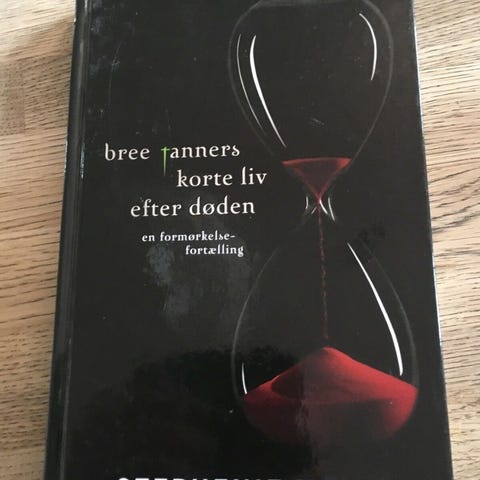 bree tanners
korte liv
efter døden
en formørkelse-
fortælling